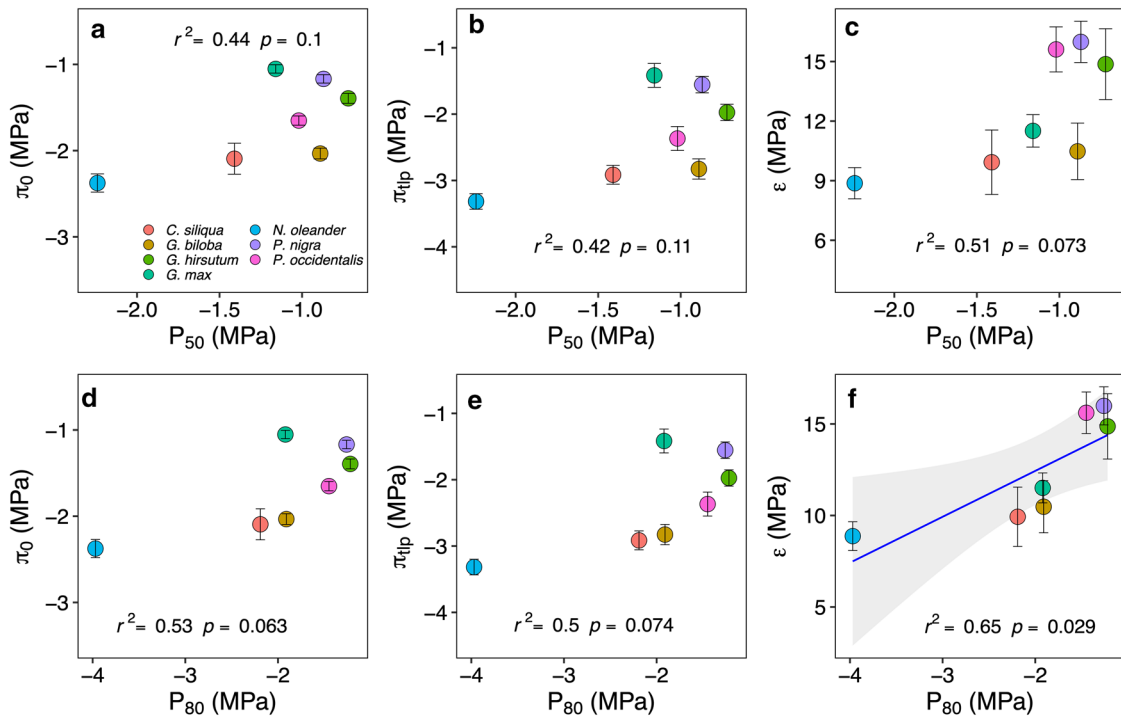 a
r² = 0.44 p = 0.1
π₀ (MPa)
−1
−2
−3
C. siliqua
G. biloba
G. hirsutum
G. max
N. oleander
P. nigra
P. occidentalis
−2.0 −1.5 −1.0
P₅₀ (MPa)
b
πtlp (MPa)
−1
−2
−3
−4
r² = 0.42 p = 0.11
−2.0 −1.5 −1.0
P₅₀ (MPa)
c
ε (MPa)
15
12
9
6
r² = 0.51 p = 0.073
−2.0 −1.5 −1.0
P₅₀ (MPa)
d
π₀ (MPa)
−1
−2
−3
r² = 0.53 p = 0.063
−4 −3 −2
P₈₀ (MPa)
e
πtlp (MPa)
−1
−2
−3
−4
r² = 0.5 p = 0.074
−4 −3 −2
P₈₀ (MPa)
f
ε (MPa)
15
10
5
r² = 0.65 p = 0.029
−4 −3 −2
P₈₀ (MPa)